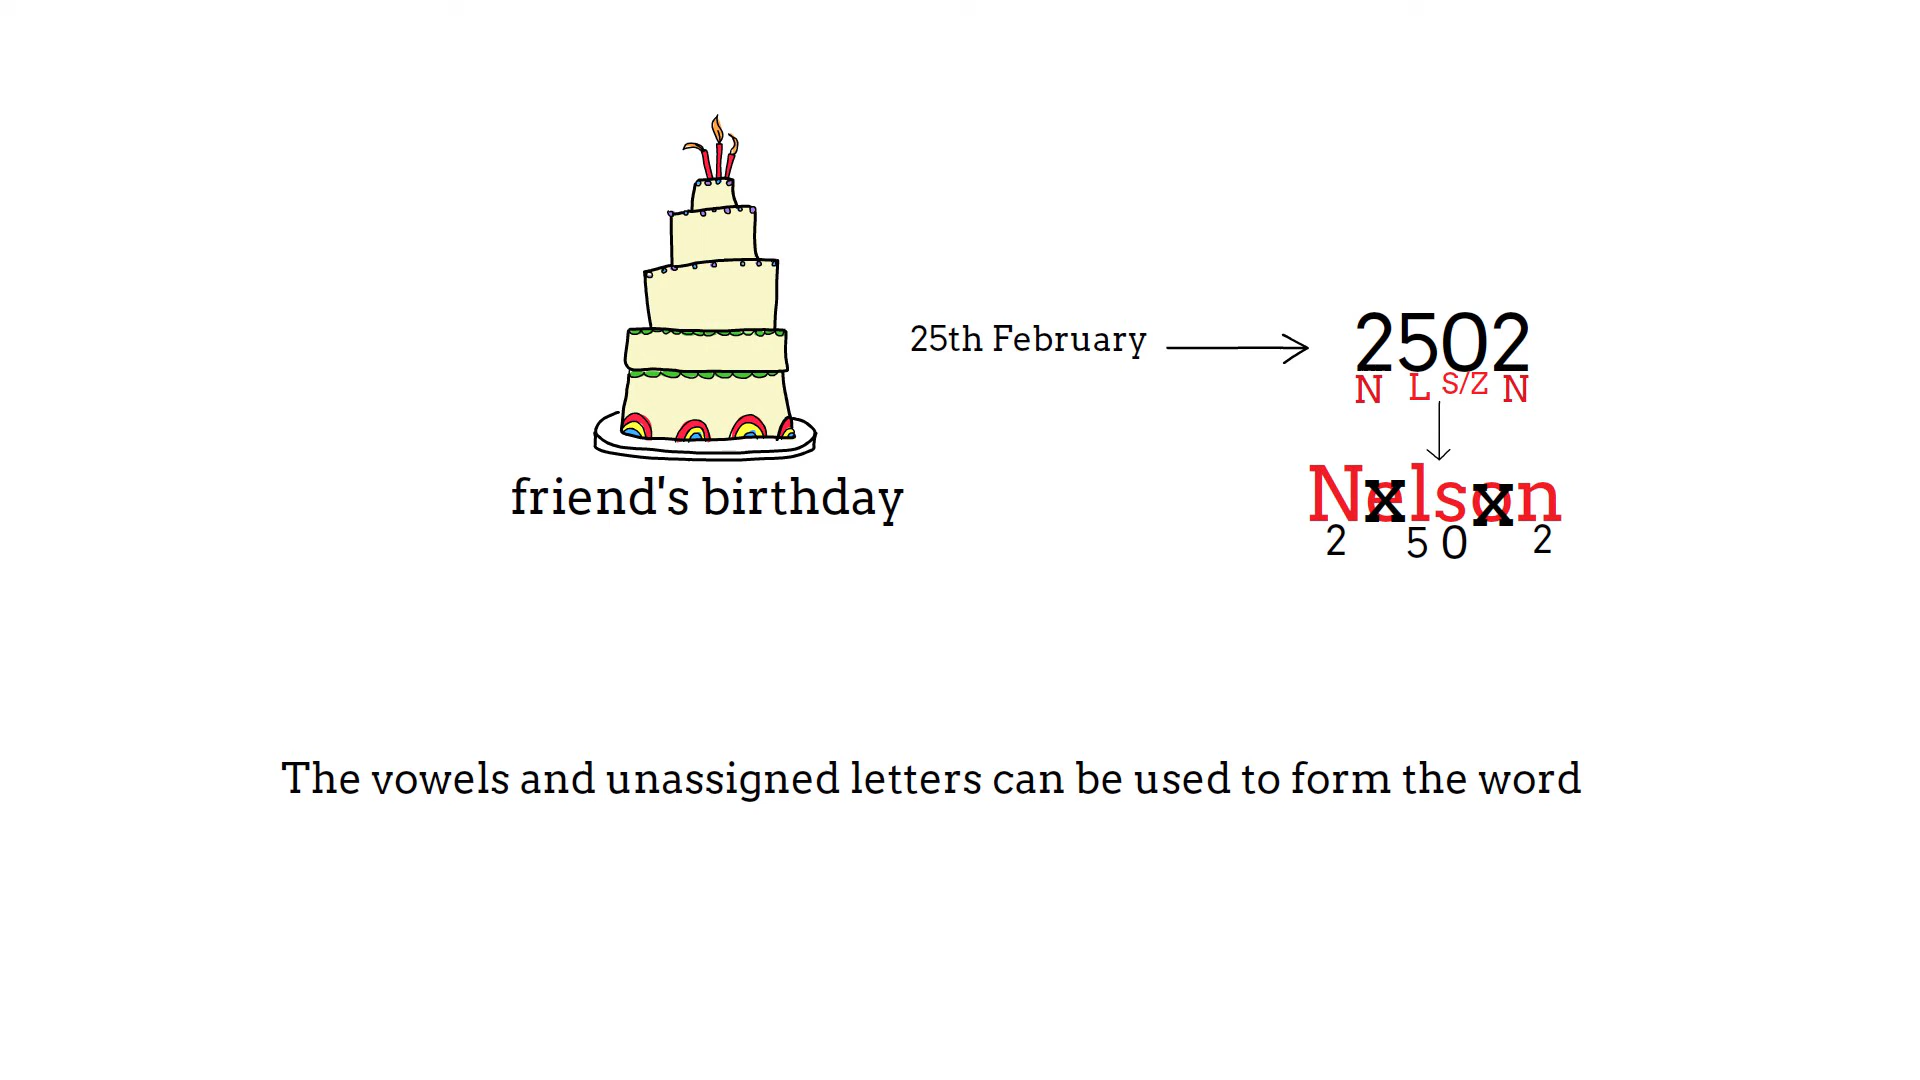 25th February
2502
N L S/Z N
Nelson
x x
2 5 0 2
friend's birthday
The vowels and unassigned letters can be used to form the word